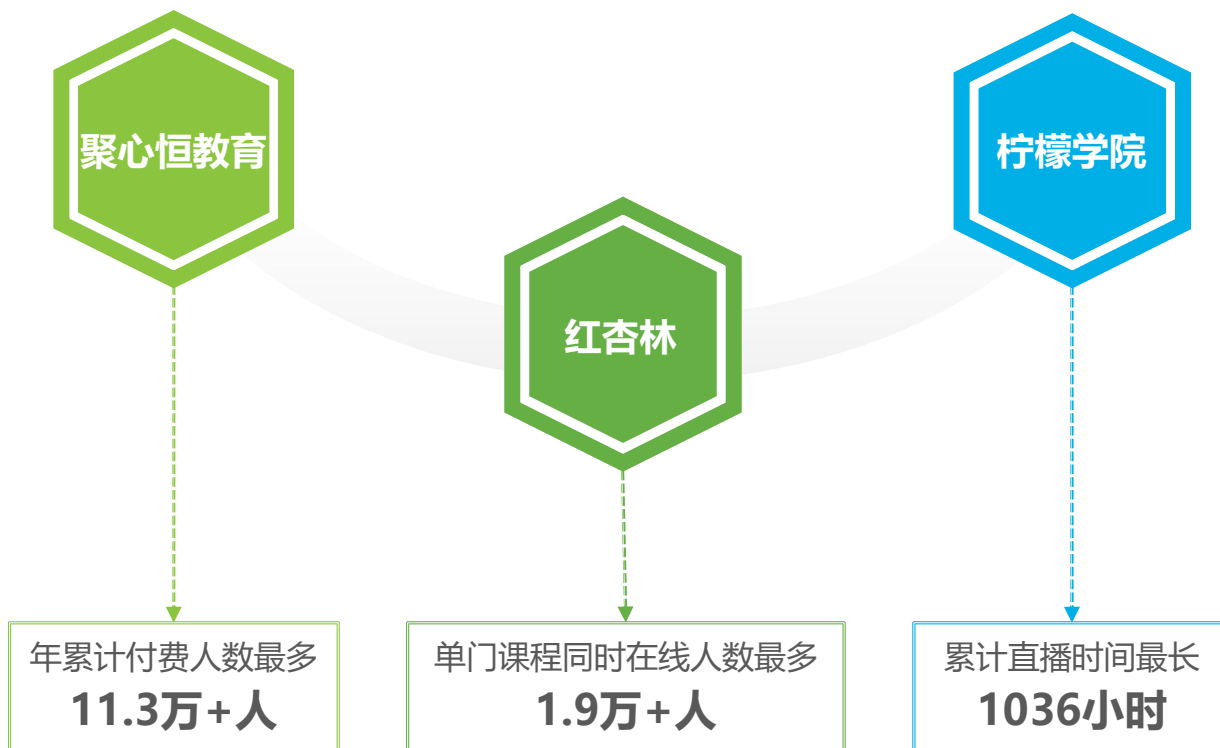 聚心恒教育
柠檬学院
红杏林
年累计付费人数最多
11.3万+人
单门课程同时在线人数最多
1.9万+人
累计直播时间最长
1036小时